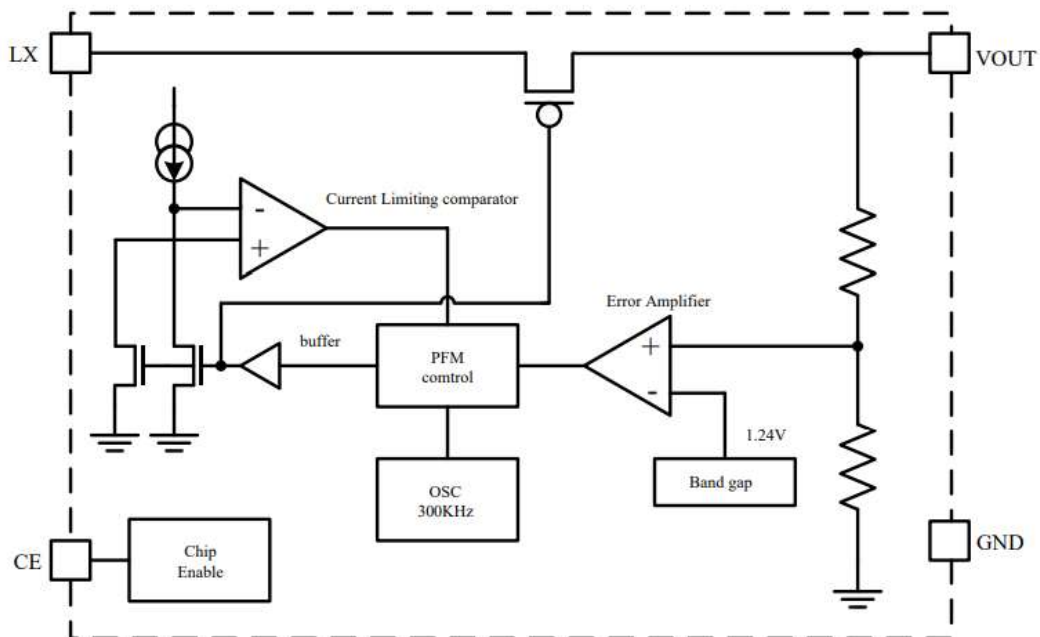 LX
VOUT
-
+
Current Limiting comparator
Error Amplifier
buffer
PFM
comtrol
+
-
1.24V
OSC
300KHz
Band gap
CE
Chip
Enable
GND